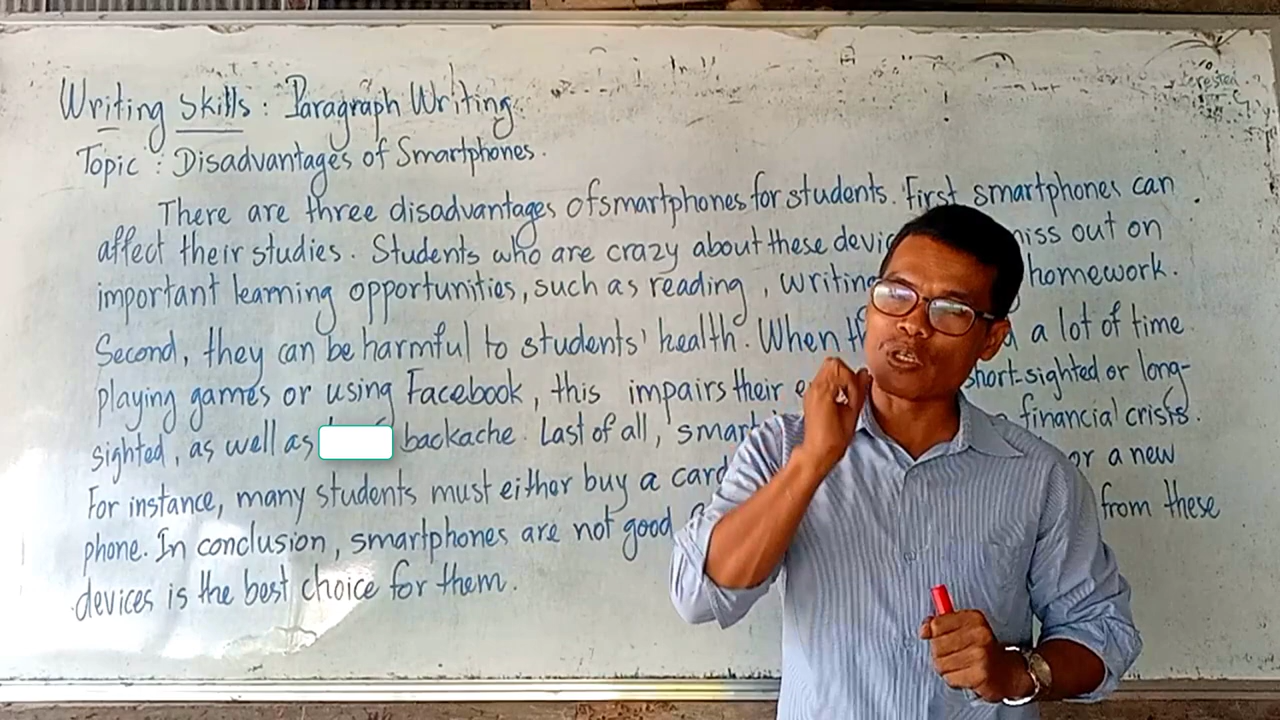 Writing Skills : Paragraph Writing
Topic : Disadvantages of Smartphones.
There are three disadvantages of smartphones for students. First smartphones can
affect their studies. Students who are crazy about these out on
important learning opportunities, such as reading, homework.
Second, they can be harmful to students' health. When a lot of time
playing games or using Facebook, this impairs their short-sighted or long-
sighted, as well as backache. Last of all, financial crisis.
For instance, many students must either buy a or a new
phone. In conclusion, smartphones are not good from these
devices is the best choice for them.